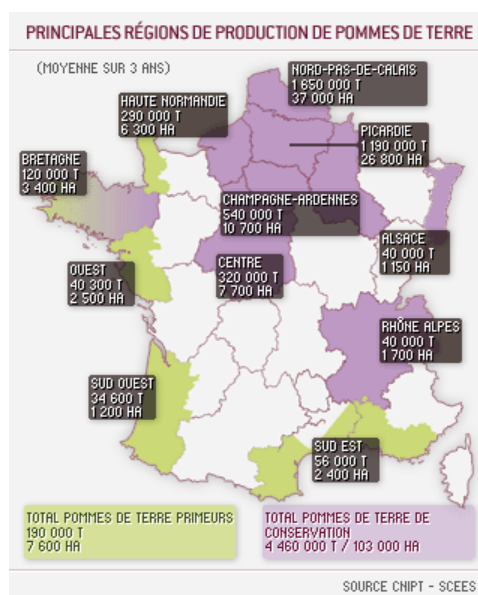 PRINCIPALES RÉGIONS DE PRODUCTION DE POMMES DE TERRE
(MOYENNE SUR 3 ANS)
NORD-PAS-DE-CALAIS
1 650 000 T
37 000 HA
HAUTE NORMANDIE
290 000 T
6 300 HA
PICARDIE
1 190 000 T
26 800 HA
BRETAGNE
120 000 T
3 400 HA
CHAMPAGNE-ARDENNES
540 000 T
10 700 HA
ALSACE
40 000 T
1 150 HA
OUEST
40 300 T
2 500 HA
CENTRE
320 000 T
7 700 HA
RHÔNE ALPES
40 000 T
1 700 HA
SUD OUEST
34 600 T
1 200 HA
SUD EST
56 000 T
2 400 HA
TOTAL POMMES DE TERRE PRIMEURS
190 000 T
7 600 HA
TOTAL POMMES DE TERRE DE
CONSERVATION
4 460 000 T / 103 000 HA
SOURCE CNIPT - SCEES